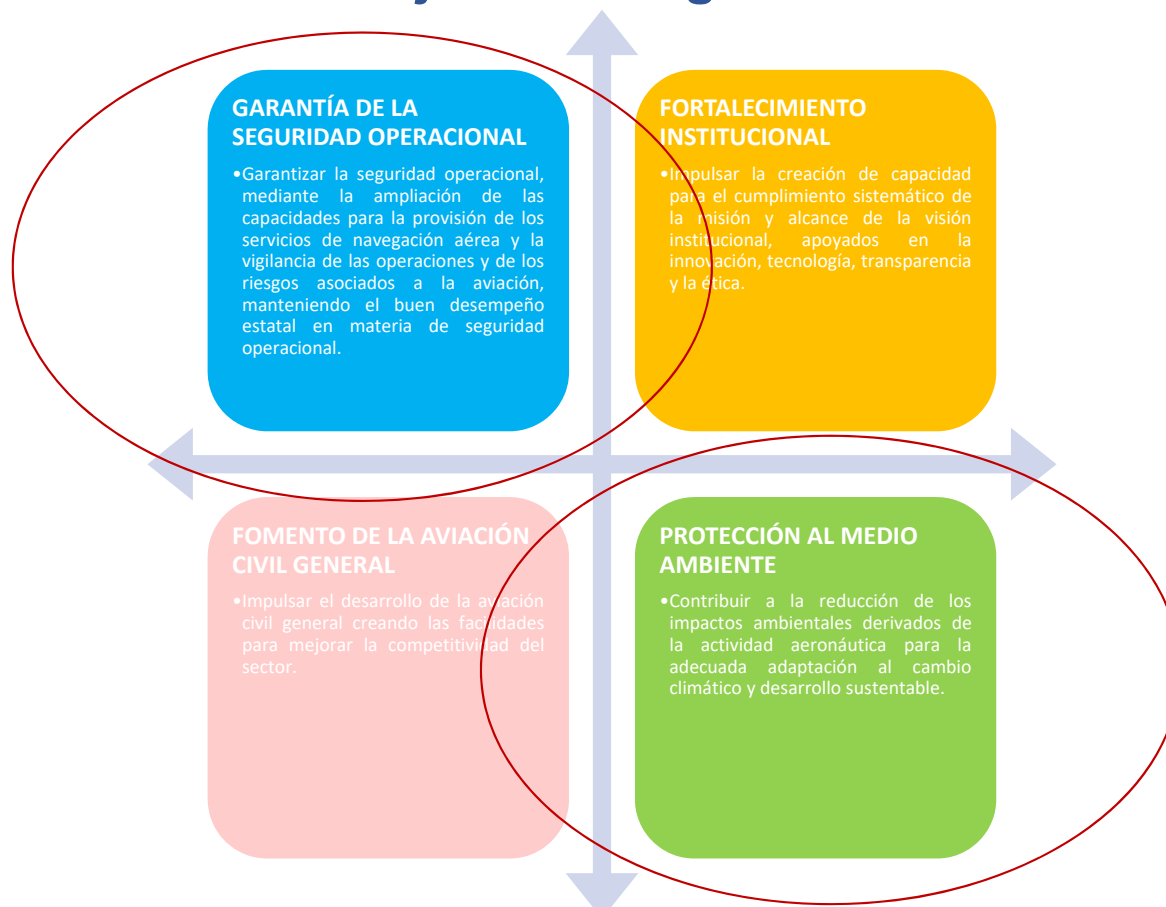 GARANTÍA DE LA
SEGURIDAD OPERACIONAL
•Garantizar la seguridad operacional,
mediante la ampliación de las
capacidades para la provisión de los
servicios de navegación aérea y la
vigilancia de las operaciones y de los
riesgos asociados a la aviación,
manteniendo el buen desempeño
estatal en materia de seguridad
operacional.
FORTALECIMIENTO
INSTITUCIONAL
•Impulsar la creación de capacidad
para el cumplimiento sistemático de
la misión y alcance de la visión
institucional, apoyados en la
innovación, tecnología, transparencia
y la ética.
FOMENTO DE LA AVIACIÓN
CIVIL GENERAL
•Impulsar el desarrollo de la aviación
civil general creando las facilidades
para mejorar la competitividad del
sector.
PROTECCIÓN AL MEDIO
AMBIENTE
•Contribuir a la reducción de los
impactos ambientales derivados de
la actividad aeronáutica para la
adecuada adaptación al cambio
climático y desarrollo sustentable.